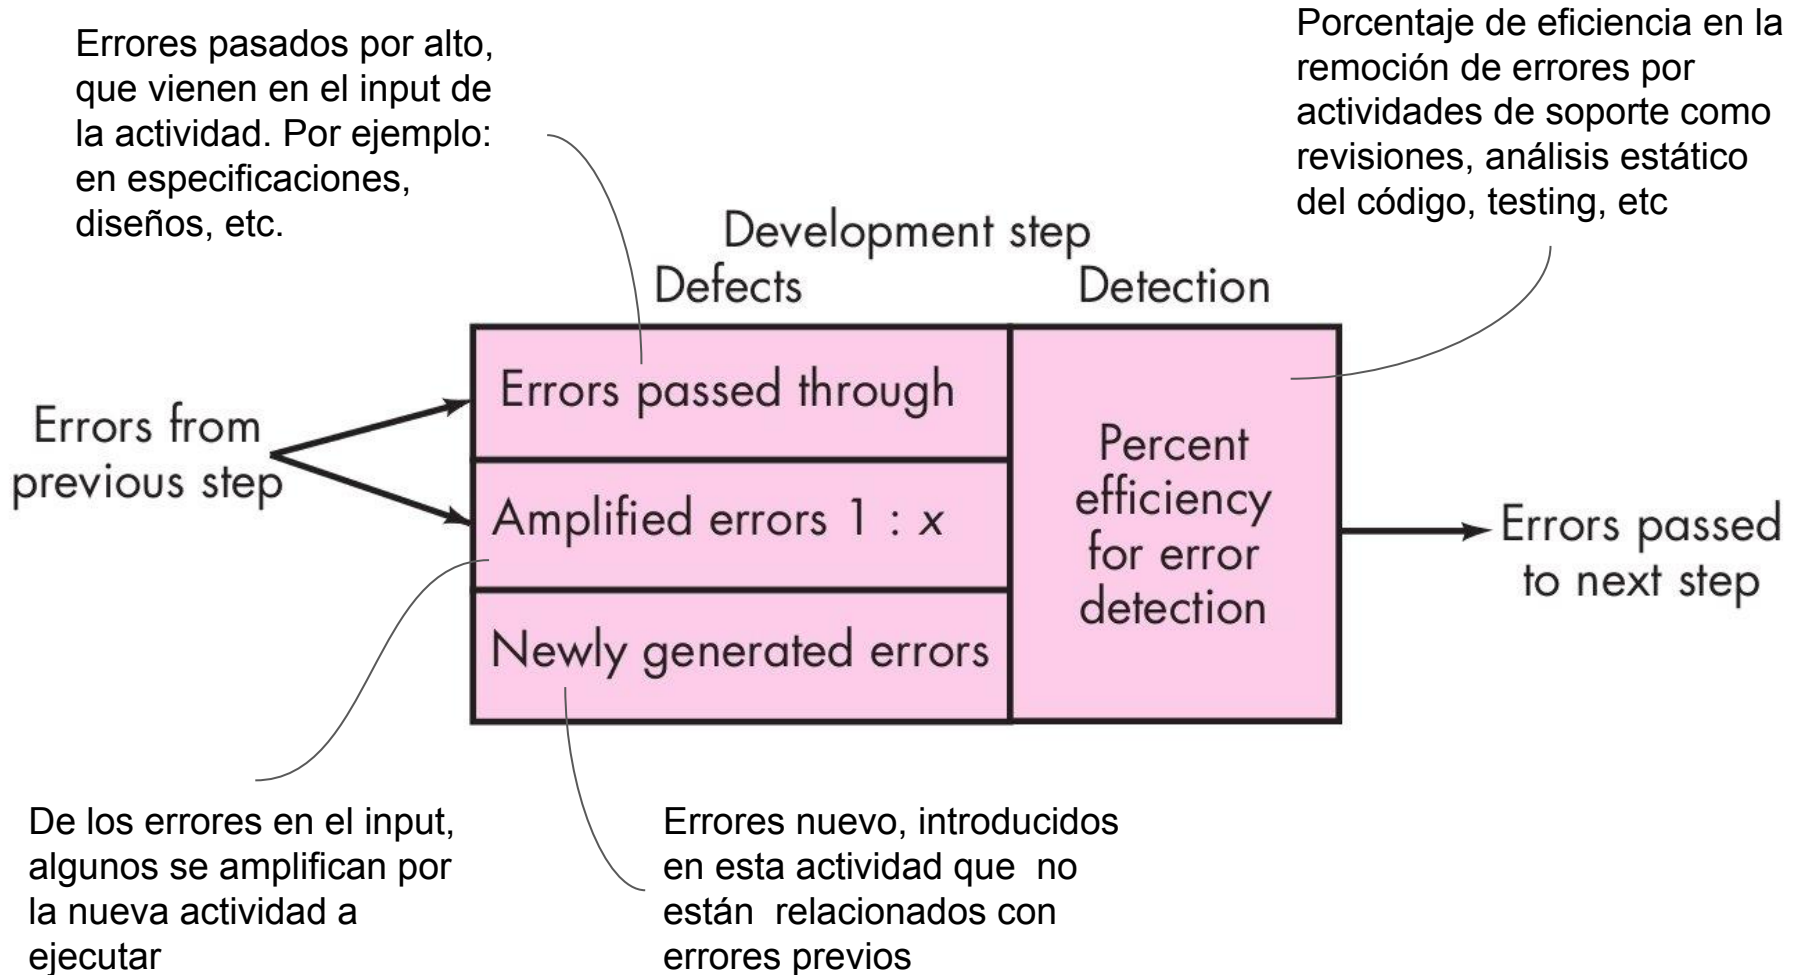 Errores pasados por alto,
que vienen en el input de
la actividad. Por ejemplo:
en especificaciones,
diseños, etc.
Porcentaje de eficiencia en la
remoción de errores por
actividades de soporte como
revisiones, análisis estático
del código, testing, etc
Development step
Defects
Detection
Errors from
previous step
Errors passed through
Amplified errors 1 : x
Newly generated errors
Percent
efficiency
for error
detection
Errors passed
to next step
De los errores en el input,
algunos se amplifican por
la nueva actividad a
ejecutar
Errores nuevo, introducidos
en esta actividad que no
están relacionados con
errores previos